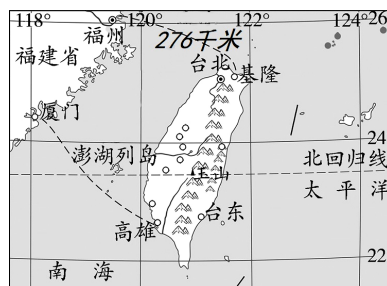 118° 120° 122° 124° 26
福州 276千米
福建省 台北 基隆
厦门
24
澎湖列岛 北回归线
玉山 太平洋
高雄 台东
22
南海